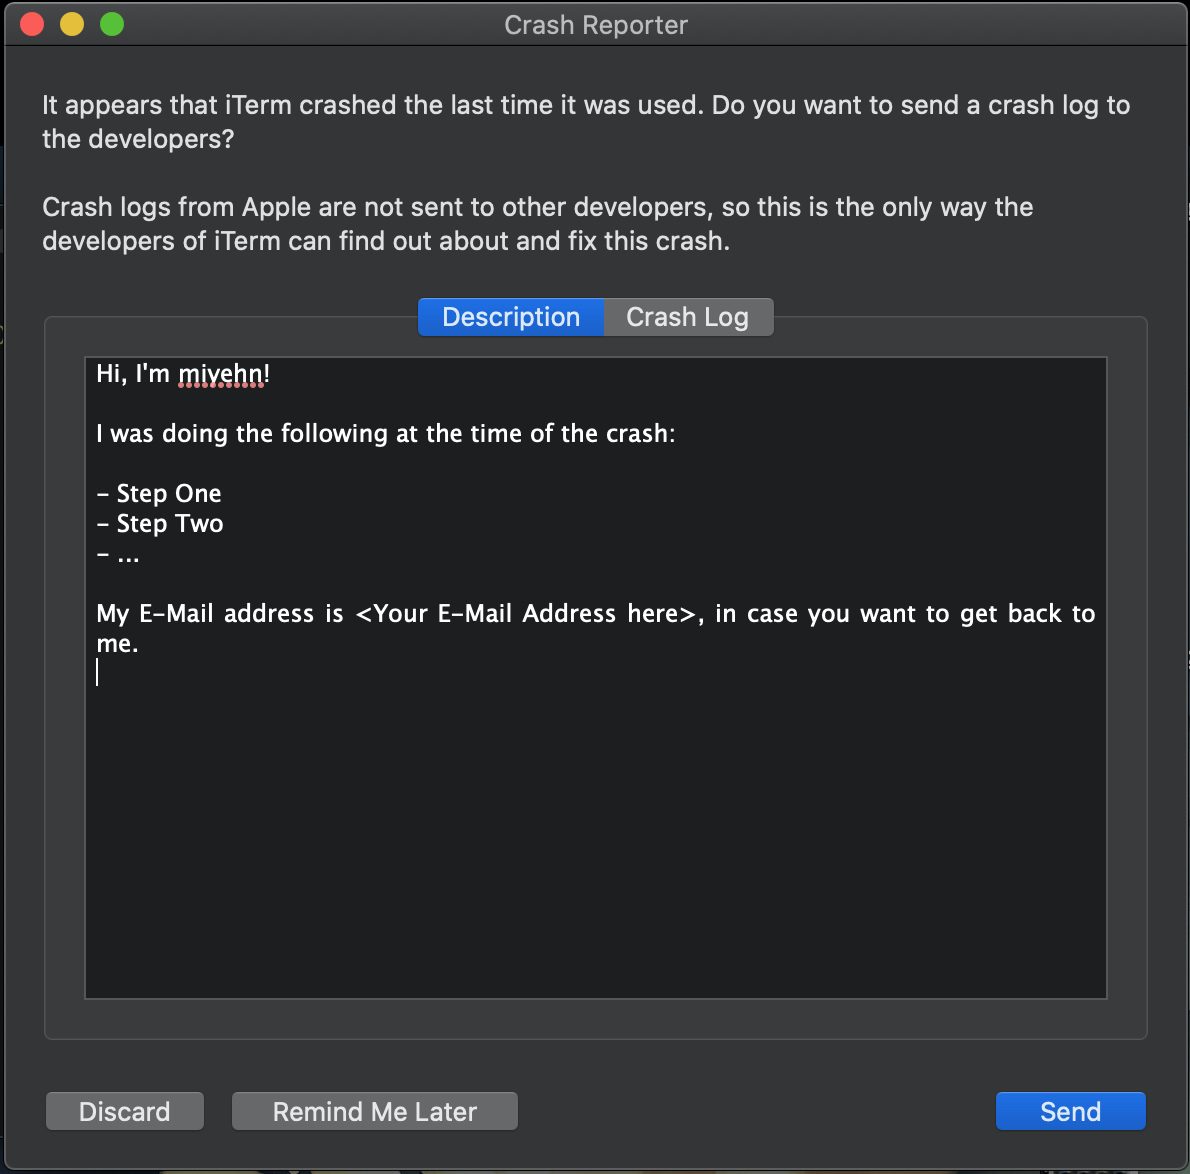 Crash Reporter
It appears that iTerm crashed the last time it was used. Do you want to send a crash log to
the developers?
Crash logs from Apple are not sent to other developers, so this is the only way the
developers of iTerm can find out about and fix this crash.
Description Crash Log
Hi, I'm miyehn!
I was doing the following at the time of the crash:
- Step One
- Step Two
- ...
My E-Mail address is <Your E-Mail Address here>, in case you want to get back to
me.
Discard Remind Me Later Send